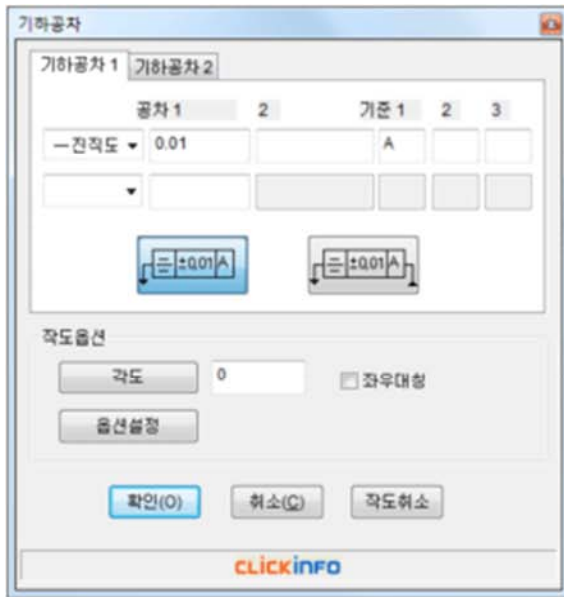 기하공차
기하공차 1 기하공차 2
공차 1 2 기준 1 2 3
진직도 0.01 A
±0.01 A ±0.01 A
작도옵션
각도 0 좌우대칭
옵션설정
확인(O) 취소(C) 작도취소
CLICKINFO